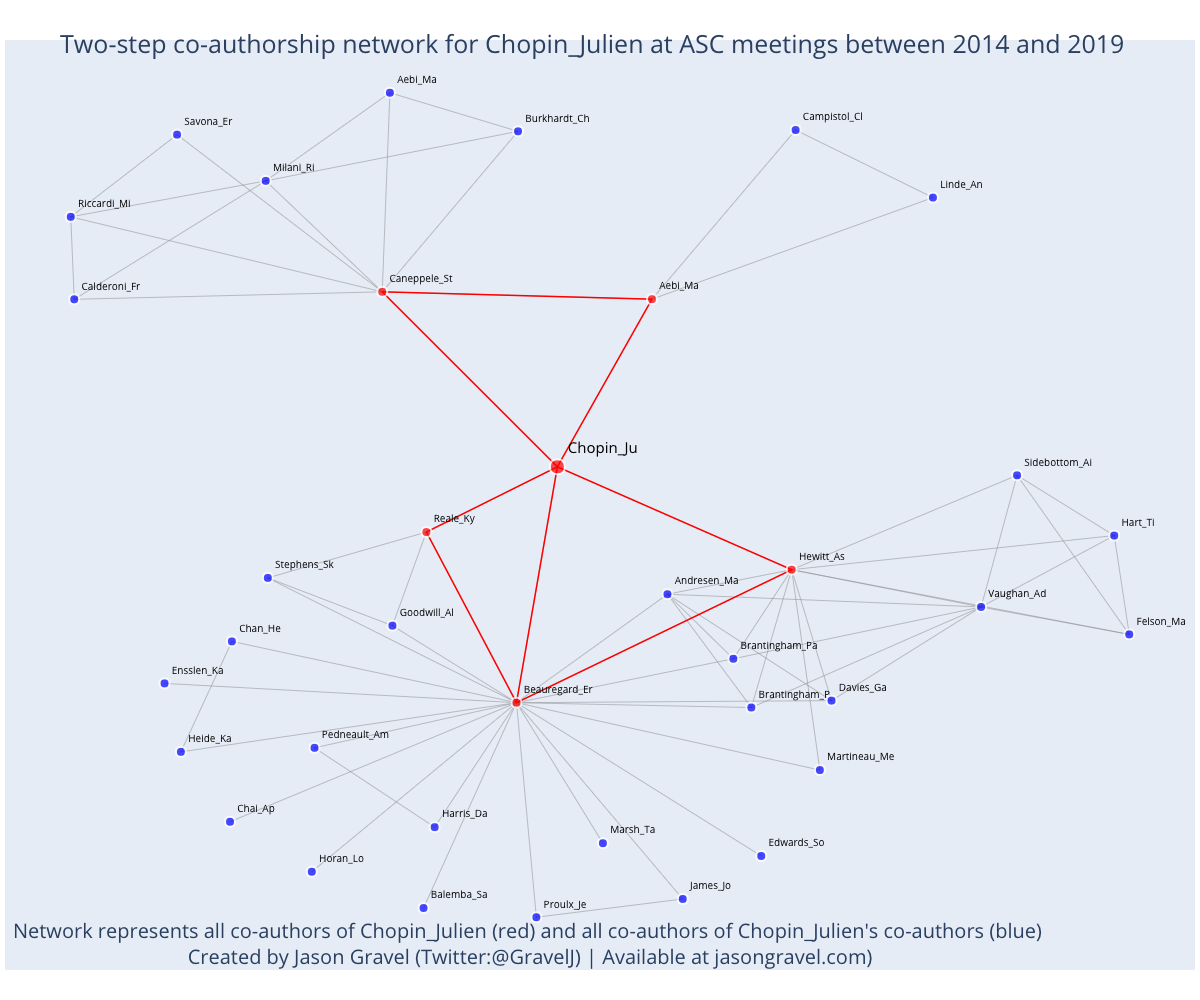 Two-step co-authorship network for Chopin_Julien at ASC meetings between 2014 and 2019
Aebi_Ma
Burkhardt_Ch
Campistol_Cl
Savona_Er
Milani_Ri
Linde_An
Riccardi_Mi
Caneppele_St
Calderoni_Fr
Aebi_Ma
Chopin_Ju
Sidebottom_Ai
Reale_Ky
Hart_Ti
Hewitt_As
Stephens_Sk
Andresen_Ma
Vaughan_Ad
Goodwill_Al
Felson_Ma
Chan_He
Brantingham_Pa
Ensslen_Ka
Beauregard_Er
Brantingham_P
Davies_Ga
Heide_Ka
Pedneault_Am
Martineau_Me
Chai_Ap
Harris_Da
Marsh_Ta
Edwards_So
Horan_Lo
James_Jo
Balemba_Sa
Proulx_Je
Network represents all co-authors of Chopin_Julien (red) and all co-authors of Chopin_Julien's co-authors (blue)
Created by Jason Gravel (Twitter:@GravelJ) | Available at jasongravel.com)